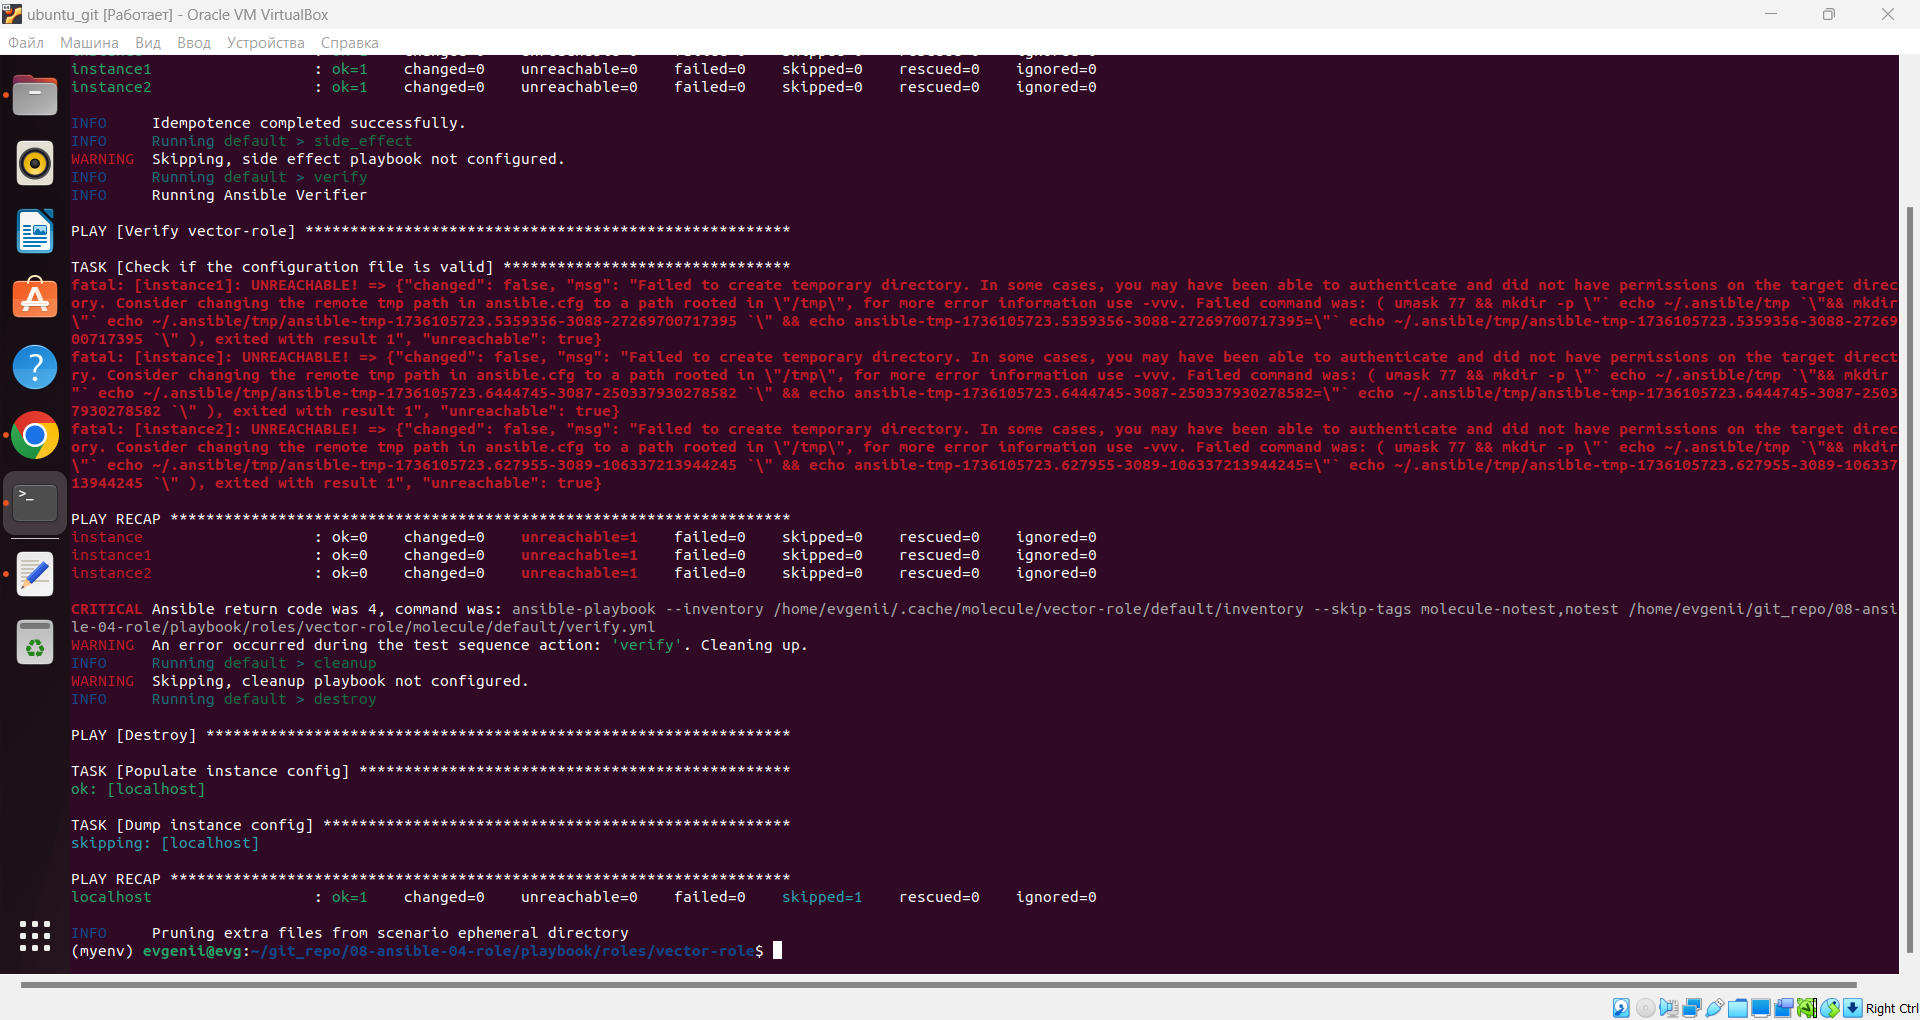 ubuntu_git [Работает] - Oracle VM VirtualBox
Файл Машина Вид Ввод Устройства Справка
instance1 : ok=1 changed=0 unreachable=0 failed=0 skipped=0 rescued=0 ignored=0
instance2 : ok=1 changed=0 unreachable=0 failed=0 skipped=0 rescued=0 ignored=0
INFO Idempotence completed successfully.
INFO Running default > side_effect
WARNING Skipping, side effect playbook not configured.
INFO Running default > verify
INFO Running Ansible Verifier
PLAY [Verify vector-role] ******************************************************
TASK [Check if the configuration file is valid] ********************************
fatal: [instance1]: UNREACHABLE! => {"changed": false, "msg": "Failed to create temporary directory. In some cases, you may have been able to authenticate and did not have permissions on the target direc
ory. Consider changing the remote tmp path in ansible.cfg to a path rooted in \"/tmp\", for more error information use -vvv. Failed command was: ( umask 77 && mkdir -p \"` echo ~/.ansible/tmp `\"&& mkdir
\"` echo ~/.ansible/tmp/ansible-tmp-1736105723.5359356-3088-27269700717395 `\" && echo ansible-tmp-1736105723.5359356-3088-27269700717395=\"` echo ~/.ansible/tmp/ansible-tmp-1736105723.5359356-3088-27269
00717395 `\" ), exited with result 1", "unreachable": true}
fatal: [instance]: UNREACHABLE! => {"changed": false, "msg": "Failed to create temporary directory. In some cases, you may have been able to authenticate and did not have permissions on the target direct
ry. Consider changing the remote tmp path in ansible.cfg to a path rooted in \"/tmp\", for more error information use -vvv. Failed command was: ( umask 77 && mkdir -p \"` echo ~/.ansible/tmp `\"&& mkdir
"` echo ~/.ansible/tmp/ansible-tmp-1736105723.6444745-3087-250337930278582 `\" && echo ansible-tmp-1736105723.6444745-3087-250337930278582=\"` echo ~/.ansible/tmp/ansible-tmp-1736105723.6444745-3087-2503
7930278582 `\" ), exited with result 1", "unreachable": true}
fatal: [instance2]: UNREACHABLE! => {"changed": false, "msg": "Failed to create temporary directory. In some cases, you may have been able to authenticate and did not have permissions on the target direc
ory. Consider changing the remote tmp path in ansible.cfg to a path rooted in \"/tmp\", for more error information use -vvv. Failed command was: ( umask 77 && mkdir -p \"` echo ~/.ansible/tmp `\"&& mkdir
\"` echo ~/.ansible/tmp/ansible-tmp-1736105723.627955-3089-106337213944245 `\" && echo ansible-tmp-1736105723.627955-3089-106337213944245=\"` echo ~/.ansible/tmp/ansible-tmp-1736105723.627955-3089-106337
13944245 `\" ), exited with result 1", "unreachable": true}
PLAY RECAP *********************************************************************
instance : ok=0 changed=0 unreachable=1 failed=0 skipped=0 rescued=0 ignored=0
instance1 : ok=0 changed=0 unreachable=1 failed=0 skipped=0 rescued=0 ignored=0
instance2 : ok=0 changed=0 unreachable=1 failed=0 skipped=0 rescued=0 ignored=0
CRITICAL Ansible return code was 4, command was: ansible-playbook --inventory /home/evgenii/.cache/molecule/vector-role/default/inventory --skip-tags molecule-notest,notest /home/evgenii/git_repo/08-ansi
le-04-role/playbook/roles/vector-role/molecule/default/verify.yml
WARNING An error occurred during the test sequence action: 'verify'. Cleaning up.
INFO Running default > cleanup
WARNING Skipping, cleanup playbook not configured.
INFO Running default > destroy
PLAY [Destroy] *****************************************************************
TASK [Populate instance config] ************************************************
ok: [localhost]
TASK [Dump instance config] ****************************************************
skipping: [localhost]
PLAY RECAP *********************************************************************
localhost : ok=1 changed=0 unreachable=0 failed=0 skipped=1 rescued=0 ignored=0
INFO Pruning extra files from scenario ephemeral directory
(myenv) evgenii@evg:~/git_repo/08-ansible-04-role/playbook/roles/vector-role$
Right Ctrl